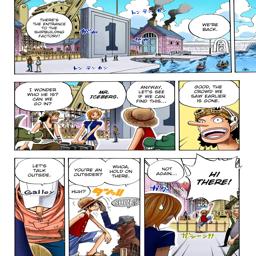 WE'RE
BACK.
THERE'S
THE ENTRANCE
TO THE
SHIPBUILDING
FACTORY!
1
GOOD,
THE CROWD
WE SAW
EARLIER
IS GONE.
ANYWAY,
LET'S SEE
IF WE CAN
FIND THIS...
MR.
ICEBERG.
I WONDER,
WHO IS HE?
CAN WE
GO IN?
HI
THERE!
NOT
AGAIN...
WHOA,
HOLD ON
THERE.
YOU'RE AN
OUTSIDER?
LET'S
TALK
OUTSIDE.
Galley